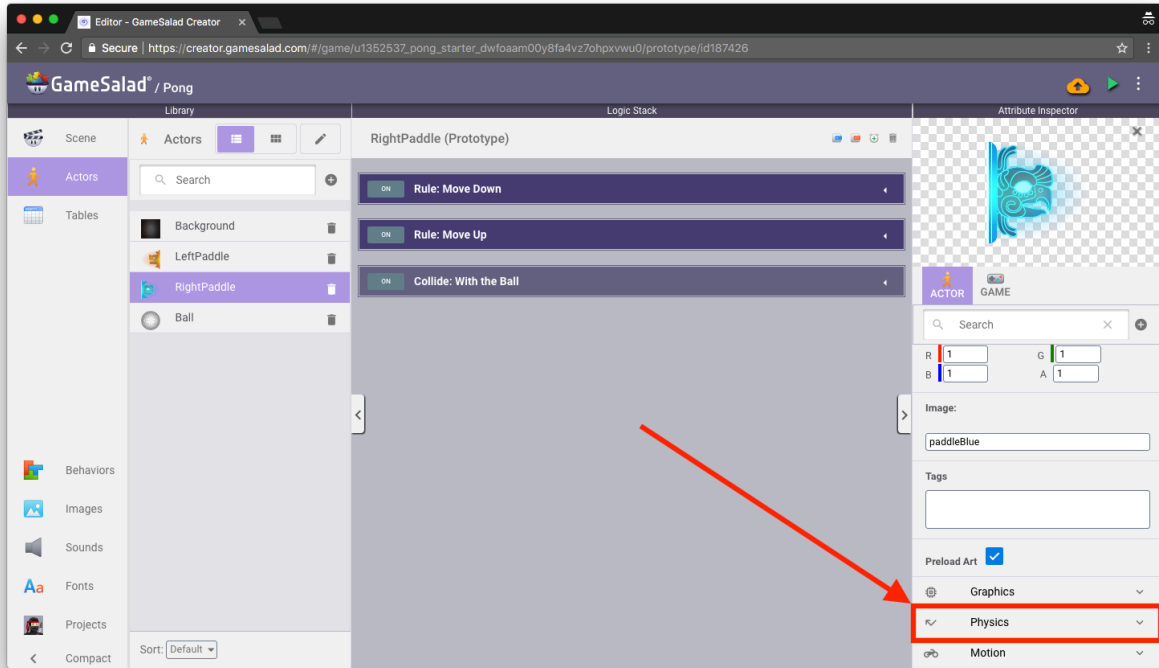 Editor - GameSalad Creator
Secure | https://creator.gamesalad.com/#/game/u1352537_pong_starter_dwfoaam00y8fa4vz7ohpxvwu0/prototype/id187426
GameSalad® / Pong
Library
Logic Stack
Attribute Inspector
Scene
Actors
Tables
Behaviors
Images
Sounds
Aa Fonts
Projects
Compact
Actors
Search
Background
LeftPaddle
RightPaddle
Ball
Sort: Default
RightPaddle (Prototype)
ON Rule: Move Down
ON Rule: Move Up
ON Collide: With the Ball
ACTOR GAME
Search
R 1 G 1
B 1 A 1
Image:
paddleBlue
Tags
Preload Art
Graphics
Physics
Motion